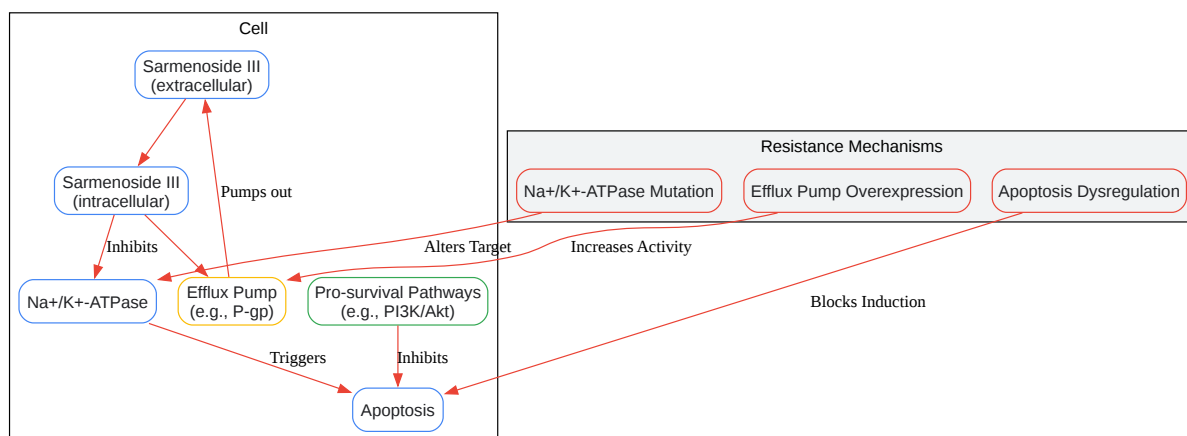 Cell
Sarmenoside III
(extracellular)
Resistance Mechanisms
Sarmenoside III
(intracellular)
Pumps out
Na+/K+-ATPase Mutation
Efflux Pump Overexpression
Apoptosis Dysregulation
Inhibits
Alters Target
Increases Activity
Na+/K+-ATPase
Efflux Pump
(e.g., P-gp)
Pro-survival Pathways
(e.g., PI3K/Akt)
Blocks Induction
Triggers
Inhibits
Apoptosis